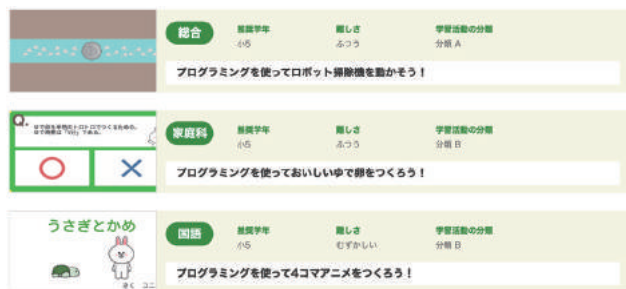 総合
推奨学年
難しさ
学習活動の分類
小5
ふつう
分類 A
プログラミングを使ってロボット掃除機を動かそう！
Q.
家庭科
推奨学年
難しさ
学習活動の分類
小5
ふつう
分類 B
プログラミングを使っておいしいゆで卵をつくろう！
うさぎとかめ
国語
推奨学年
難しさ
学習活動の分類
小5
むずかしい
分類 B
さく ユニ
プログラミングを使って4コマアニメをつくろう！